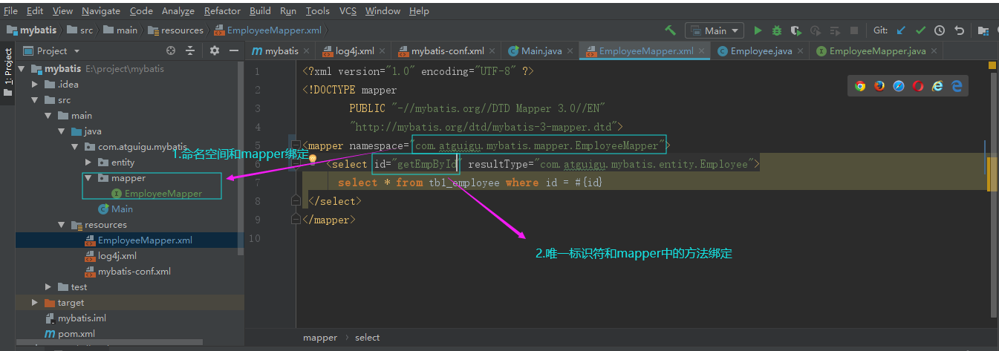 File Edit View Navigate Code Analyze Refactor Build Run Tools VCS Window Help
mybatis src main resources EmployeeMapper.xml Main Git:
1: Project
Project
mybatis log4j.xml mybatis-conf.xml Main.java EmployeeMapper.xml Employee.java EmployeeMapper.java
mybatis E:\project\mybatis
.idea
src
main
java
com.atguigu.mybatis
entity
mapper
EmployeeMapper
Main
resources
EmployeeMapper.xml
log4j.xml
mybatis-conf.xml
test
target
mybatis.iml
pom.xml
1 <?xml version="1.0" encoding="UTF-8" ?>
2 <!DOCTYPE mapper
3 PUBLIC "-//mybatis.org//DTD Mapper 3.0//EN"
4 "http://mybatis.org/dtd/mybatis-3-mapper.dtd">
5 <mapper namespace="com.atguigu.mybatis.mapper.EmployeeMapper">
6 <select id="getEmpById" resultType="com.atguigu.mybatis.entity.Employee">
7 select * from tbl_employee where id = #{id}
8 </select>
9 </mapper>
10
1.命名空间和mapper绑定
2.唯一标识符和mapper中的方法绑定
mapper select